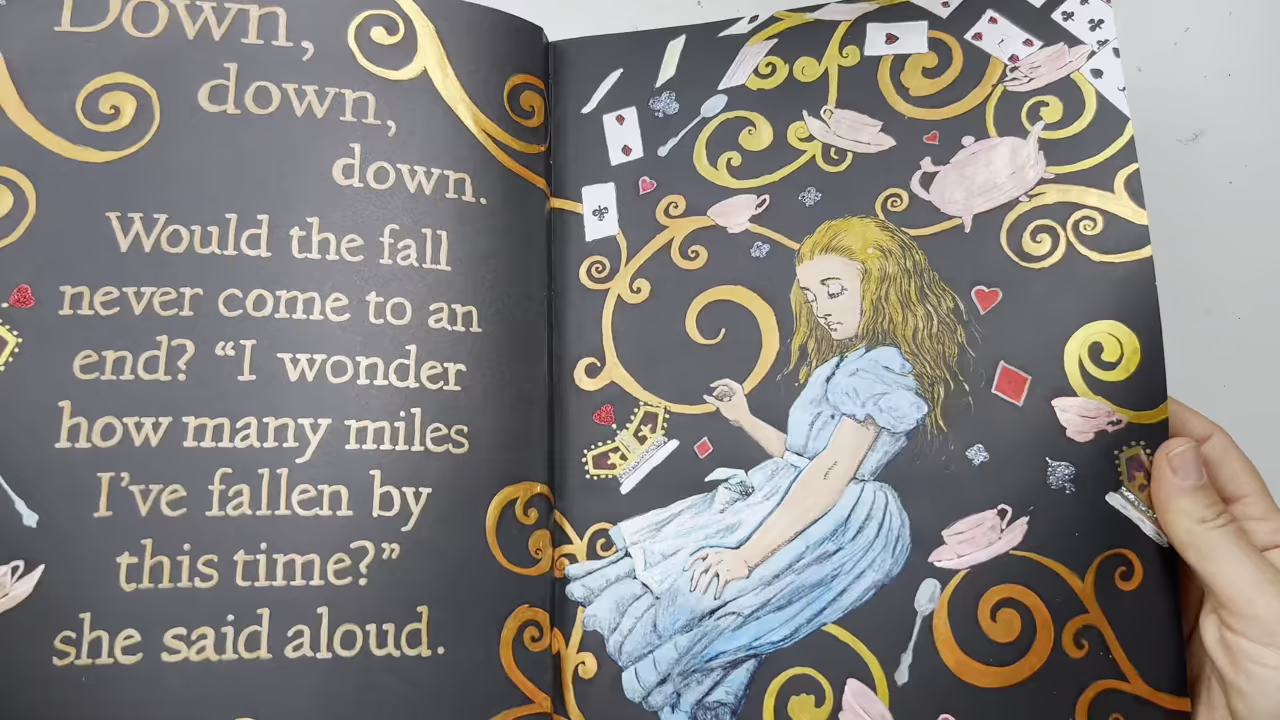 Down,
down,
down.
Would the fall
never come to an
end? “I wonder
how many miles
I’ve fallen by
this time?”
she said aloud.